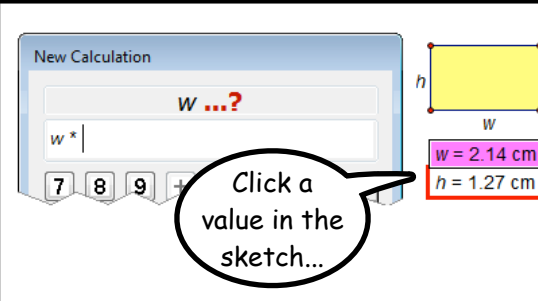 New Calculation
w ...?
w *
7 8 9 +
Click a
value in the
sketch...
h
w
w = 2.14 cm
h = 1.27 cm